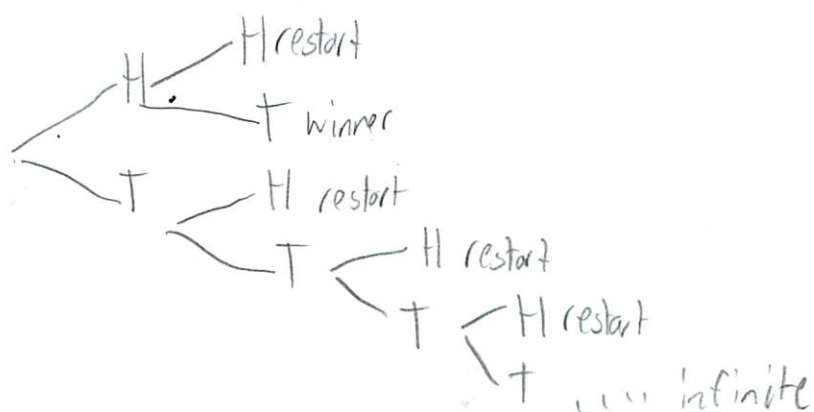 H restart
H
T winner
T
H restart
T
H restart
T
H restart
T .... infinite